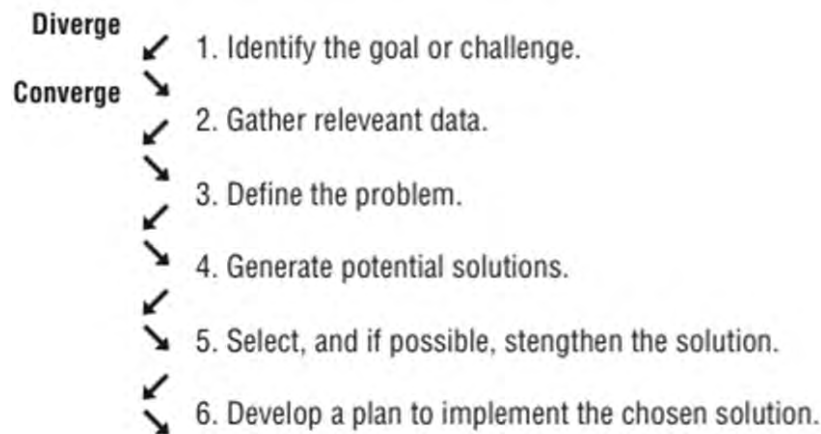 Diverge
1. Identify the goal or challenge.
Converge
2. Gather releveant data.
3. Define the problem.
4. Generate potential solutions.
5. Select, and if possible, stengthen the solution.
6. Develop a plan to implement the chosen solution.